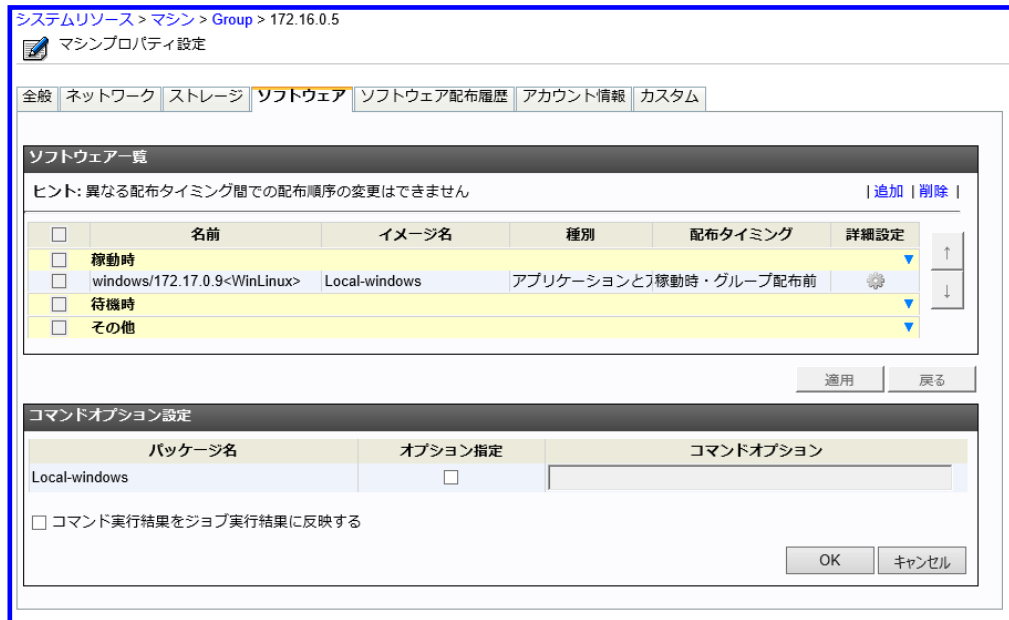 システムリソース > マシン > Group > 172.16.0.5
マシンプロパティ設定
全般 ネットワーク ストレージ ソフトウェア ソフトウェア配布履歴 アカウント情報 カスタム
ソフトウェア一覧
ヒント: 異なる配布タイミング間での配布順序の変更はできません | 追加 | 削除 |
名前 イメージ名 種別 配布タイミング 詳細設定
稼動時
windows/172.17.0.9<WinLinux> Local-windows アプリケーションと 稼動時・グループ配布前
待機時
その他
適用 戻る
コマンドオプション設定
パッケージ名 オプション指定 コマンドオプション
Local-windows
コマンド実行結果をジョブ実行結果に反映する
OK キャンセル